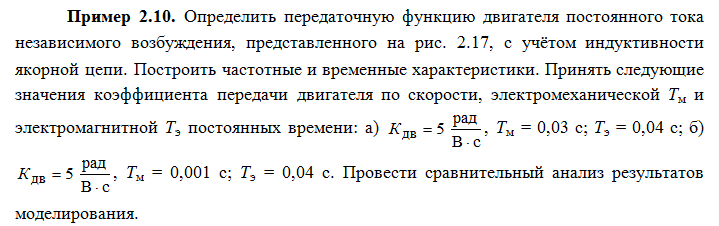 Пример 2.10. Определить передаточную функцию двигателя постоянного тока
независимого возбуждения, представленного на рис. 2.17, с учётом индуктивности
якорной цепи. Построить частотные и временные характеристики. Принять следующие
значения коэффициента передачи двигателя по скорости, электромеханической Tм и
электромагнитной Tэ постоянных времени: а) Kдв = 5 рад/(В · с), Tм = 0,03 с; Tэ = 0,04 с; б)
Kдв = 5 рад/(В · с), Tм = 0,001 с; Tэ = 0,04 с. Провести сравнительный анализ результатов
моделирования.